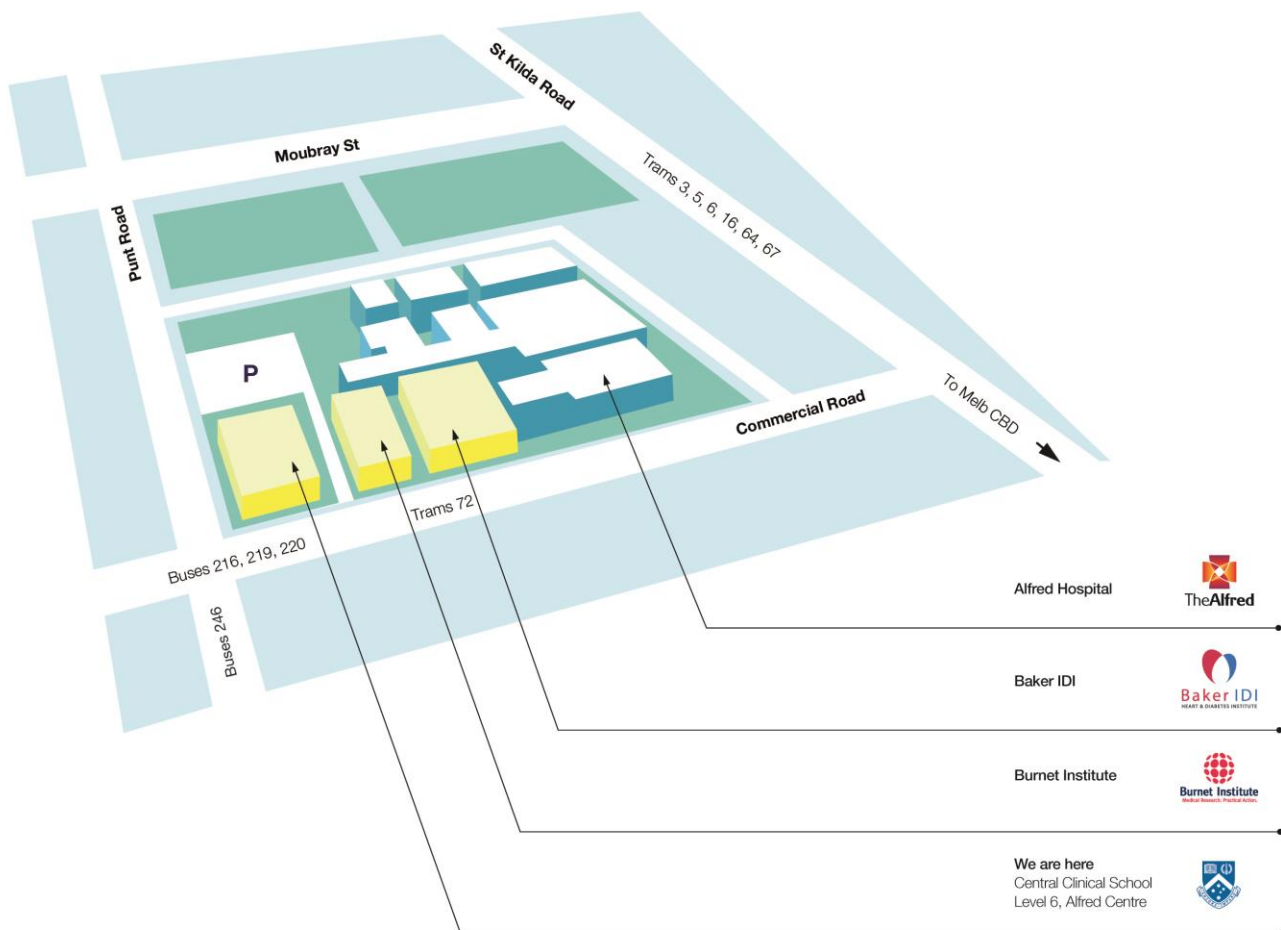 St Kilda Road
Moubray St
Trams 3, 5, 6, 16, 64, 67
Punt Road
P
To Melb CBD
Commercial Road
Trams 72
Buses 216, 219, 220
Buses 246
Alfred Hospital
TheAlfred
Baker IDI
Baker IDI
HEART & DIABETES INSTITUTE
Burnet Institute
Burnet Institute
Medical Research. Practical Action.
We are here
Central Clinical School
Level 6, Alfred Centre